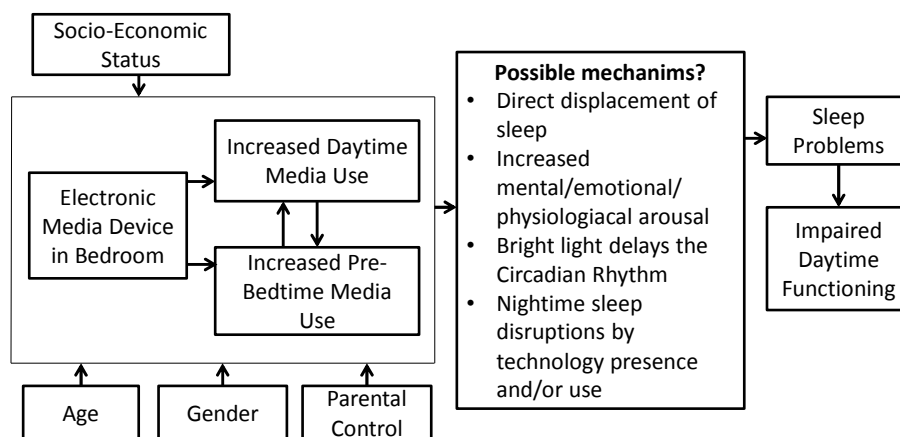 Socio-Economic
Status
Electronic
Media Device
in Bedroom
Increased Daytime
Media Use
Increased Pre-
Bedtime Media
Use
Age
Gender
Parental
Control
Possible mechanims?
• Direct displacement of
sleep
• Increased
mental/emotional/
physiologiacal arousal
• Bright light delays the
Circadian Rhythm
• Nightime sleep
disruptions by
technology presence
and/or use
Sleep
Problems
Impaired
Daytime
Functioning